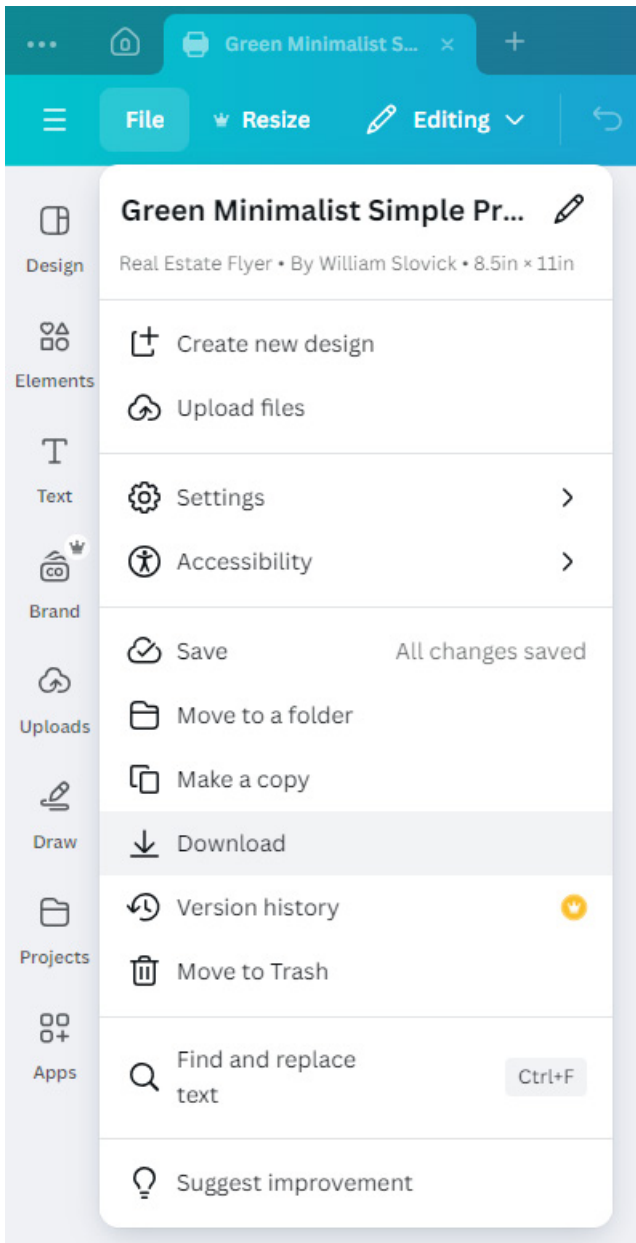 Green Minimalist S...
File
Resize
Editing
Design
Elements
Text
CO
Brand
Uploads
Draw
Projects
Apps
Green Minimalist Simple Pr...
Real Estate Flyer • By William Slovick • 8.5in × 11in
Create new design
Upload files
Settings
Accessibility
Save All changes saved
Move to a folder
Make a copy
Download
Version history
Move to Trash
Find and replace
text
Ctrl+F
Suggest improvement